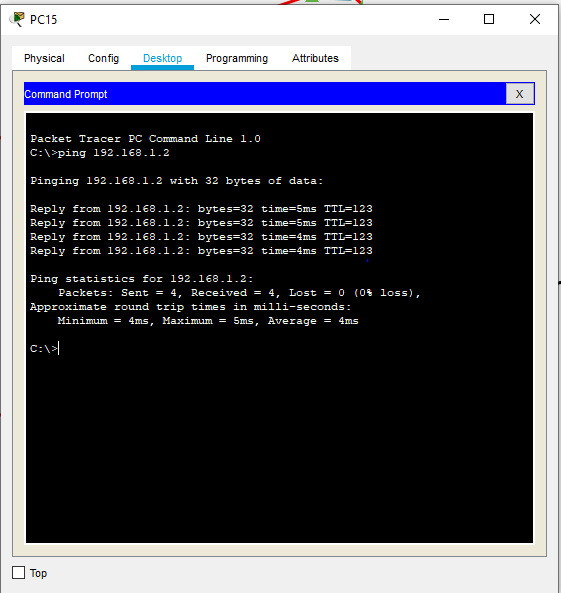 PC15
Physical Config Desktop Programming Attributes
Command Prompt X
Packet Tracer PC Command Line 1.0
C:\>ping 192.168.1.2
Pinging 192.168.1.2 with 32 bytes of data:
Reply from 192.168.1.2: bytes=32 time=5ms TTL=123
Reply from 192.168.1.2: bytes=32 time=5ms TTL=123
Reply from 192.168.1.2: bytes=32 time=4ms TTL=123
Reply from 192.168.1.2: bytes=32 time=4ms TTL=123
Ping statistics for 192.168.1.2:
    Packets: Sent = 4, Received = 4, Lost = 0 (0% loss),
Approximate round trip times in milli-seconds:
    Minimum = 4ms, Maximum = 5ms, Average = 4ms
C:\>
Top